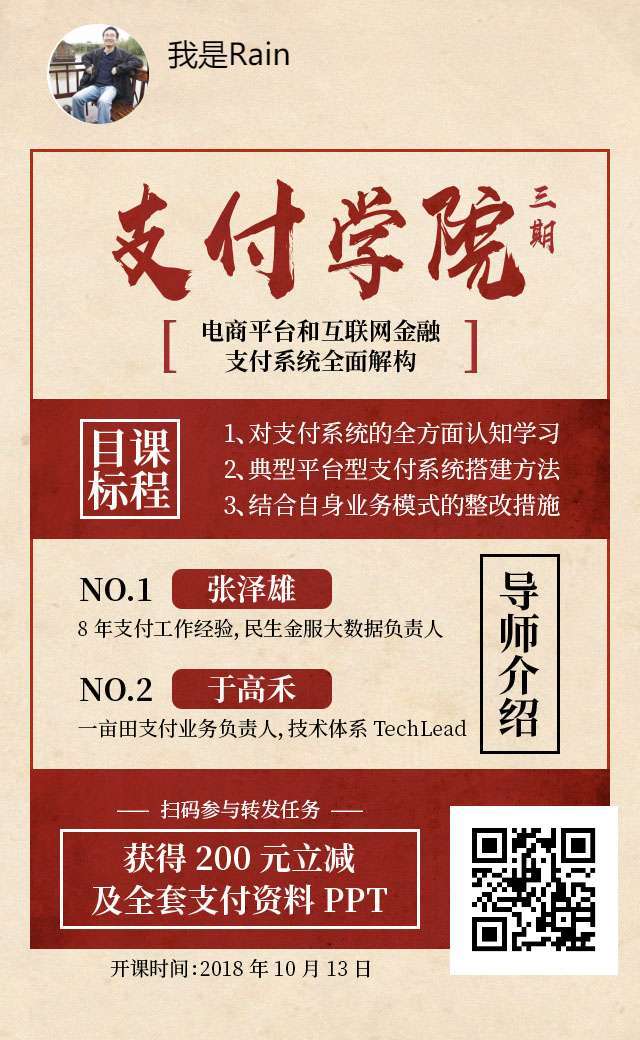 我是Rain
支付学院
三期
电商平台和互联网金融
支付系统全面解构
课程目标
1、对支付系统的全方面认知学习
2、典型平台型支付系统搭建方法
3、结合自身业务模式的整改措施
导师介绍
NO.1 张泽雄
8 年支付工作经验, 民生金服大数据负责人
NO.2 于高禾
一亩田支付业务负责人, 技术体系 TechLead
扫码参与转发任务
获得 200 元立减
及全套支付资料 PPT
开课时间:2018 年 10 月 13 日